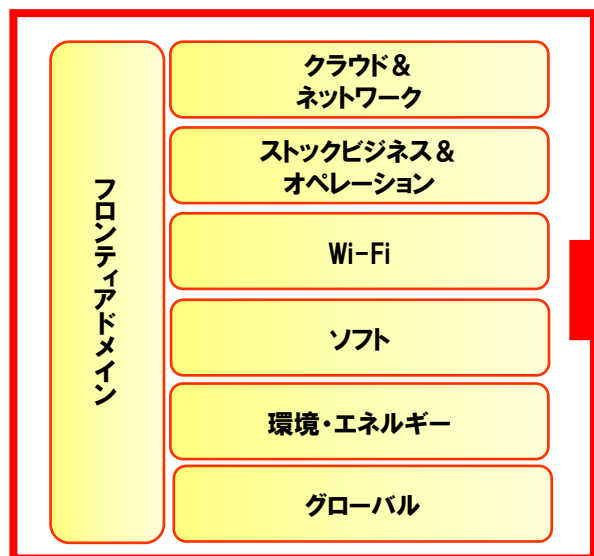 フロンティアドメイン
クラウド＆
ネットワーク
ストックビジネス＆
オペレーション
Wi-Fi
ソフト
環境・エネルギー
グローバル